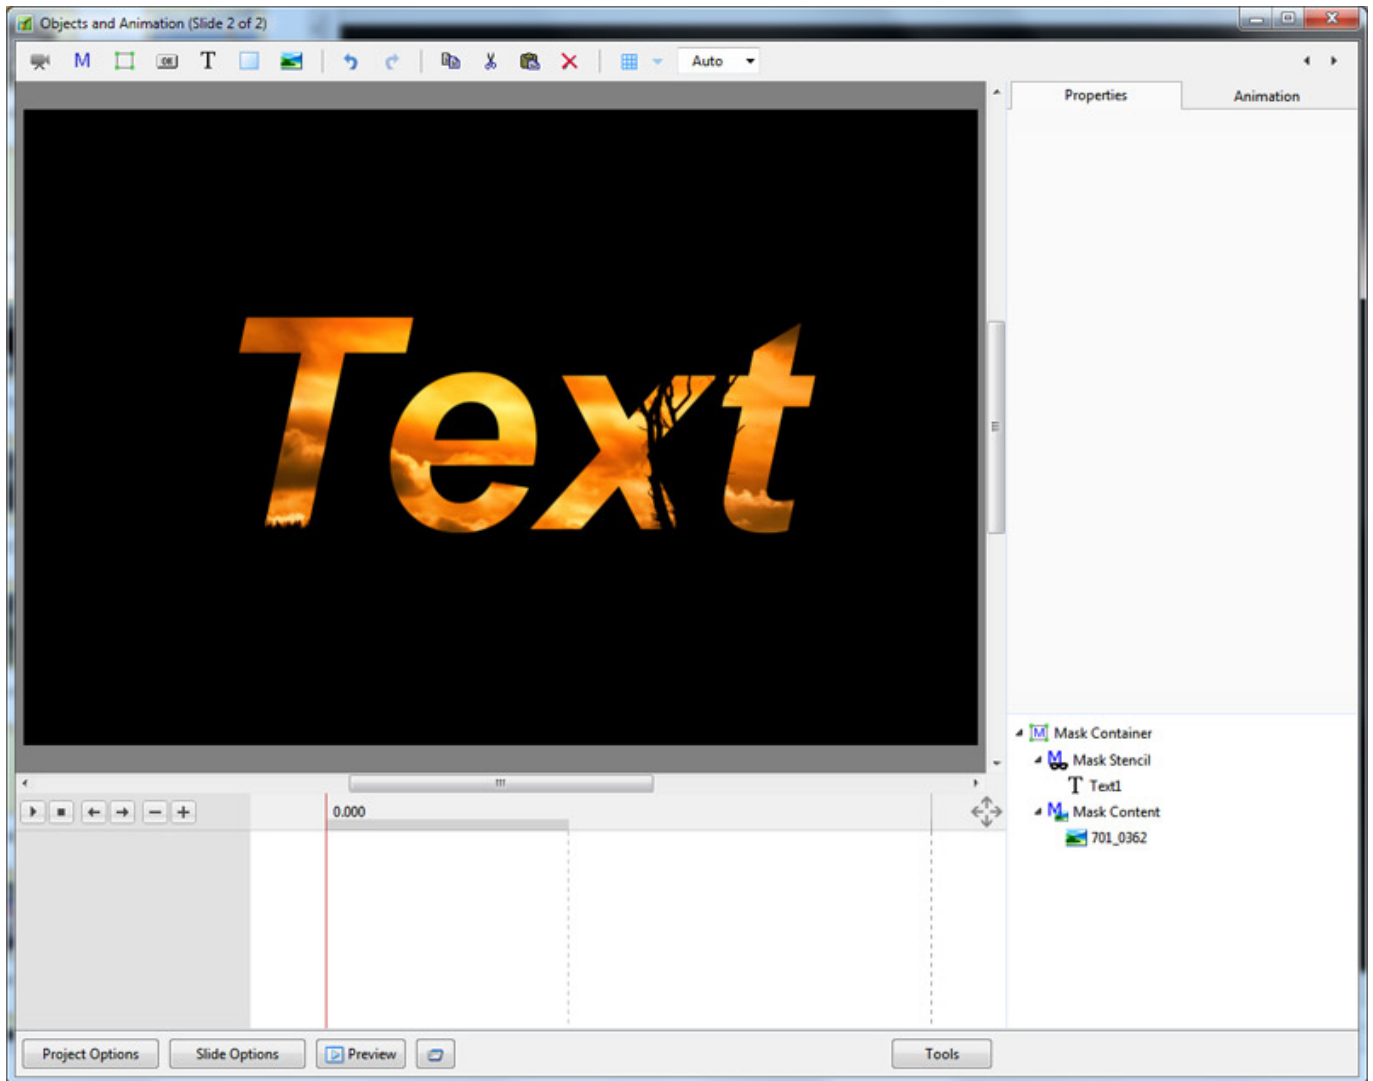 Objects and Animation (Slide 2 of 2)
M OK T Auto
Properties Animation
Text
Mask Container
M Mask Stencil
T Text1
M Mask Content
701_0362
0.000
Project Options Slide Options Preview Tools